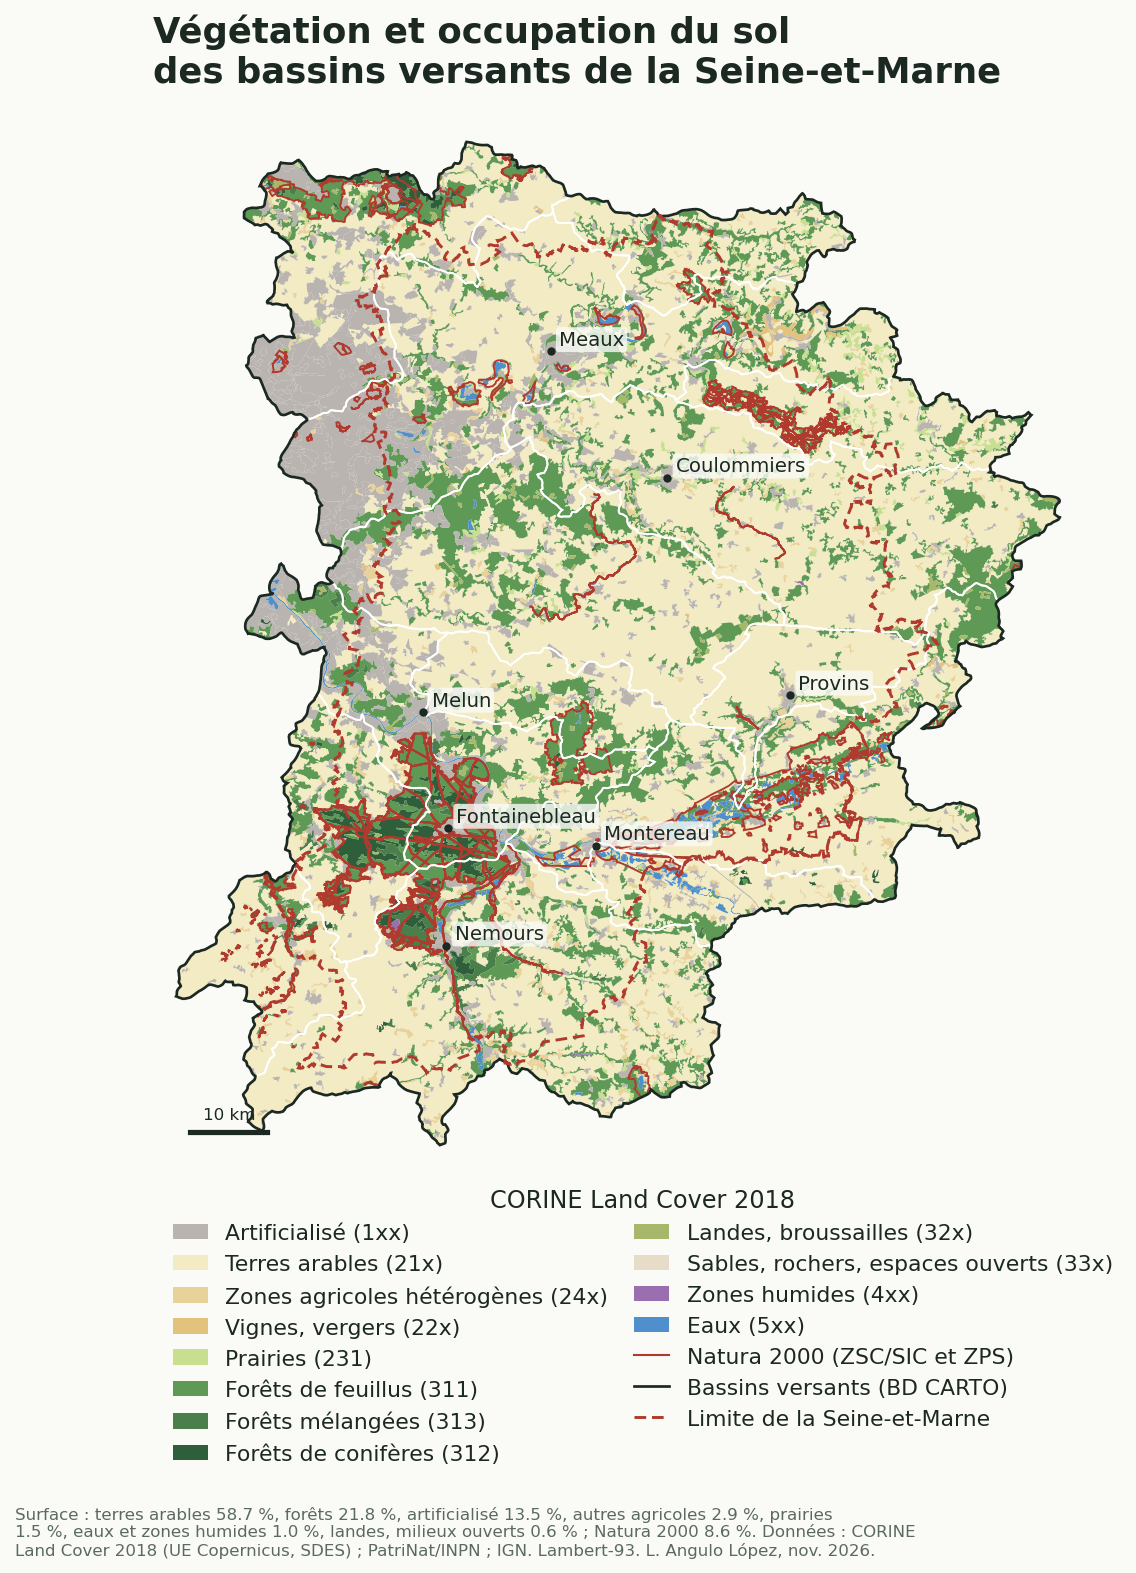 Végétation et occupation du sol
des bassins versants de la Seine-et-Marne
Meaux
Coulommiers
Provins
Melun
Fontainebleau
Montereau
Nemours
10 km
CORINE Land Cover 2018
Artificialisé (1xx)
Terres arables (21x)
Zones agricoles hétérogènes (24x)
Vignes, vergers (22x)
Prairies (231)
Forêts de feuillus (311)
Forêts mélangées (313)
Forêts de conifères (312)
Landes, broussailles (32x)
Sables, rochers, espaces ouverts (33x)
Zones humides (4xx)
Eaux (5xx)
Natura 2000 (ZSC/SIC et ZPS)
Bassins versants (BD CARTO)
Limite de la Seine-et-Marne
Surface : terres arables 58.7 %, forêts 21.8 %, artificialisé 13.5 %, autres agricoles 2.9 %, prairies
1.5 %, eaux et zones humides 1.0 %, landes, milieux ouverts 0.6 % ; Natura 2000 8.6 %. Données : CORINE
Land Cover 2018 (UE Copernicus, SDES) ; PatriNat/INPN ; IGN. Lambert-93. L. Angulo López, nov. 2026.